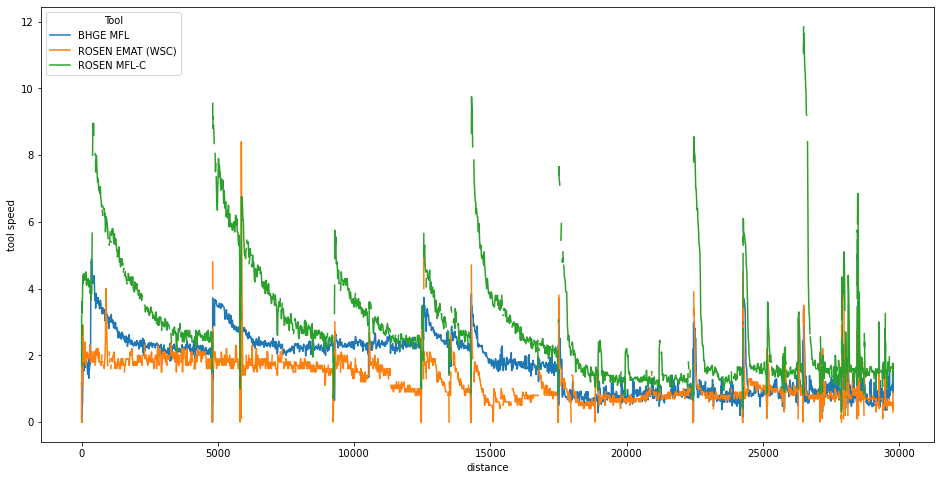 Tool
BHGE MFL
ROSEN EMAT (WSC)
ROSEN MFL-C
12
10
8
6
4
2
0
tool speed
0 5000 10000 15000 20000 25000 30000
distance